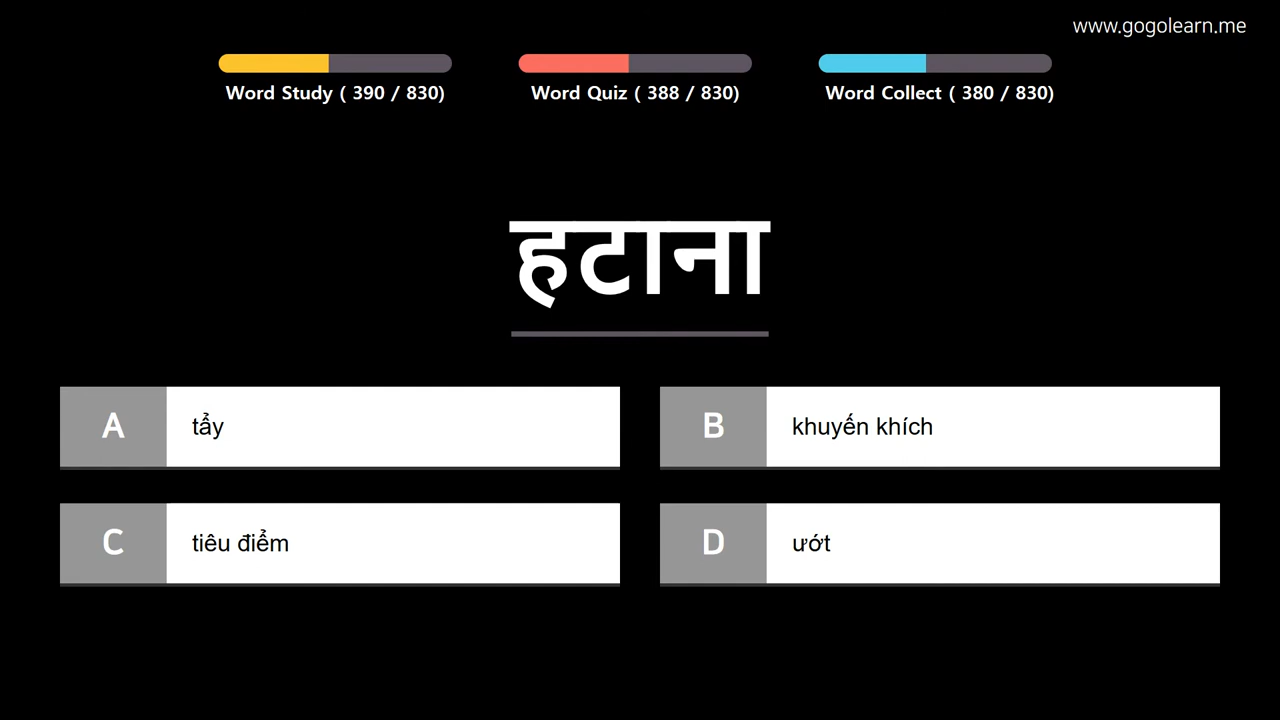 www.gogolearn.me
Word Study ( 390 / 830)
Word Quiz ( 388 / 830)
Word Collect ( 380 / 830)
हटाना
A tẩy
B khuyến khích
C tiêu điểm
D ướt